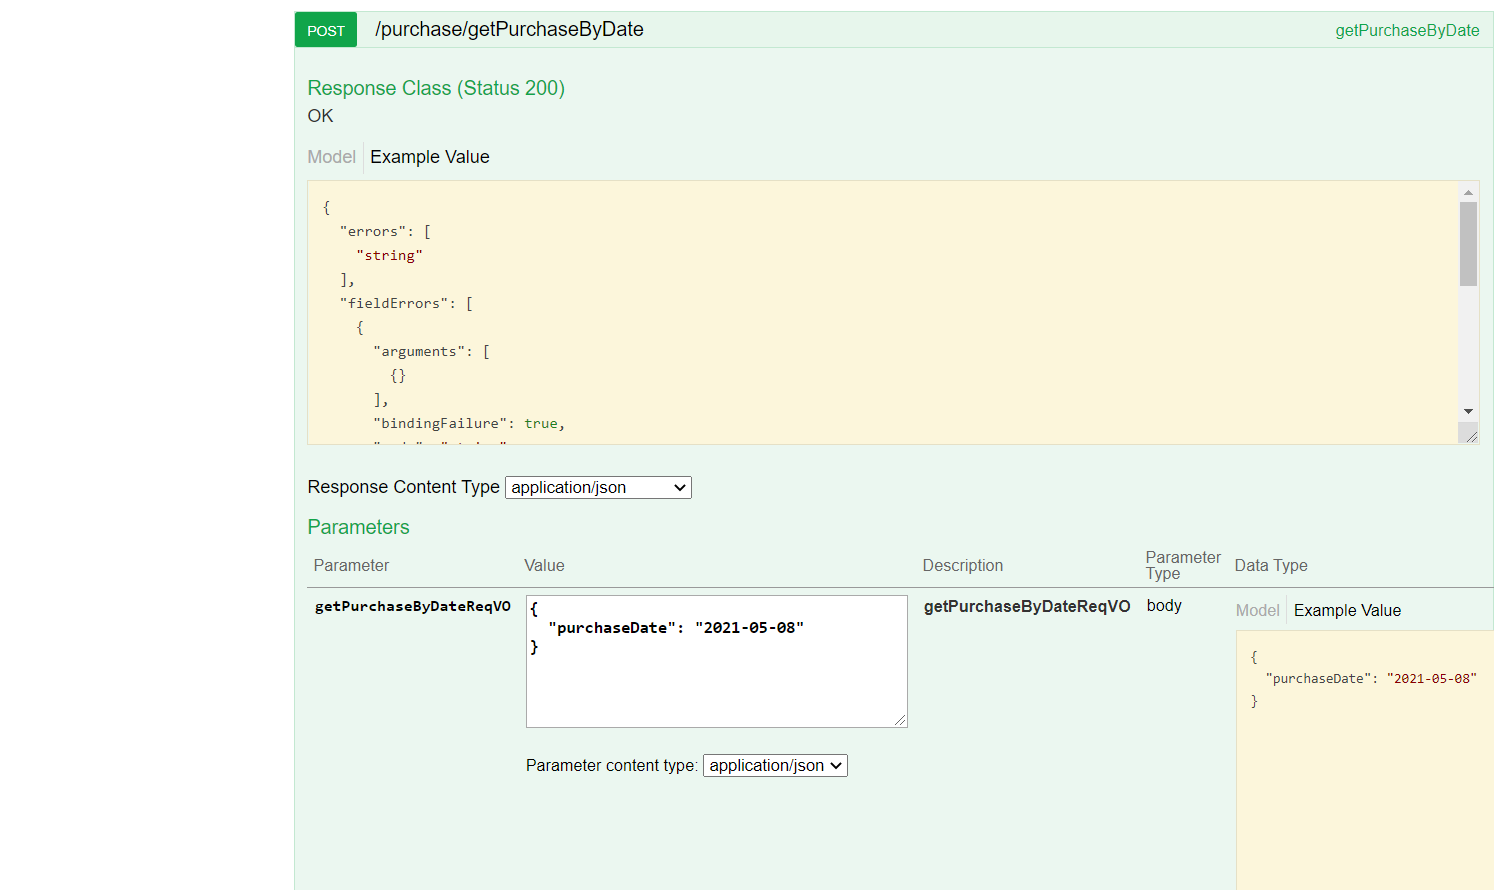 POST /purchase/getPurchaseByDate getPurchaseByDate
Response Class (Status 200)
OK
Model Example Value
{
"errors": [
"string"
],
"fieldErrors": [
{
"arguments": [
{}
],
"bindingFailure": true,
Response Content Type application/json
Parameters
Parameter Value Description Parameter Type Data Type
getPurchaseByDateReqVO
{
"purchaseDate": "2021-05-08"
}
getPurchaseByDateReqVO body
Model Example Value
{
"purchaseDate": "2021-05-08"
}
Parameter content type: application/json